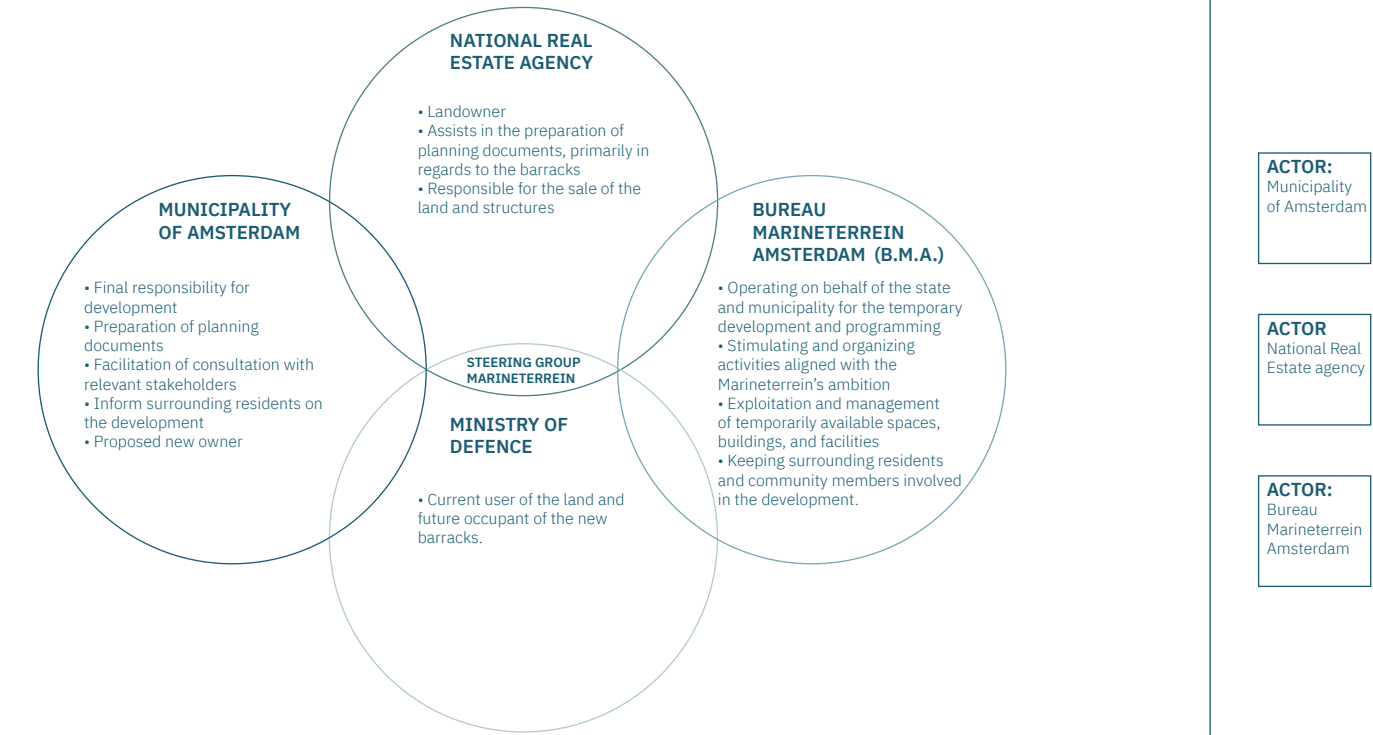 NATIONAL REAL
ESTATE AGENCY
• Landowner
• Assists in the preparation of
planning documents, primarily in
regards to the barracks
• Responsible for the sale of the
land and structures
MUNICIPALITY
OF AMSTERDAM
• Final responsibility for
development
• Preparation of planning
documents
• Facilitation of consultation with
relevant stakeholders
• Inform surrounding residents on
the development
• Proposed new owner
STEERING GROUP
MARINETERREIN
MINISTRY OF
DEFENCE
• Current user of the land and
future occupant of the new
barracks.
BUREAU
MARINETERREIN
AMSTERDAM (B.M.A.)
• Operating on behalf of the state
and municipality for the temporary
development and programming
• Stimulating and organizing
activities aligned with the
Marineterrein’s ambition
• Exploitation and management
of temporarily available spaces,
buildings, and facilities
• Keeping surrounding residents
and community members involved
in the development.
ACTOR:
Municipality
of Amsterdam
ACTOR
National Real
Estate agency
ACTOR:
Bureau
Marineterrein
Amsterdam